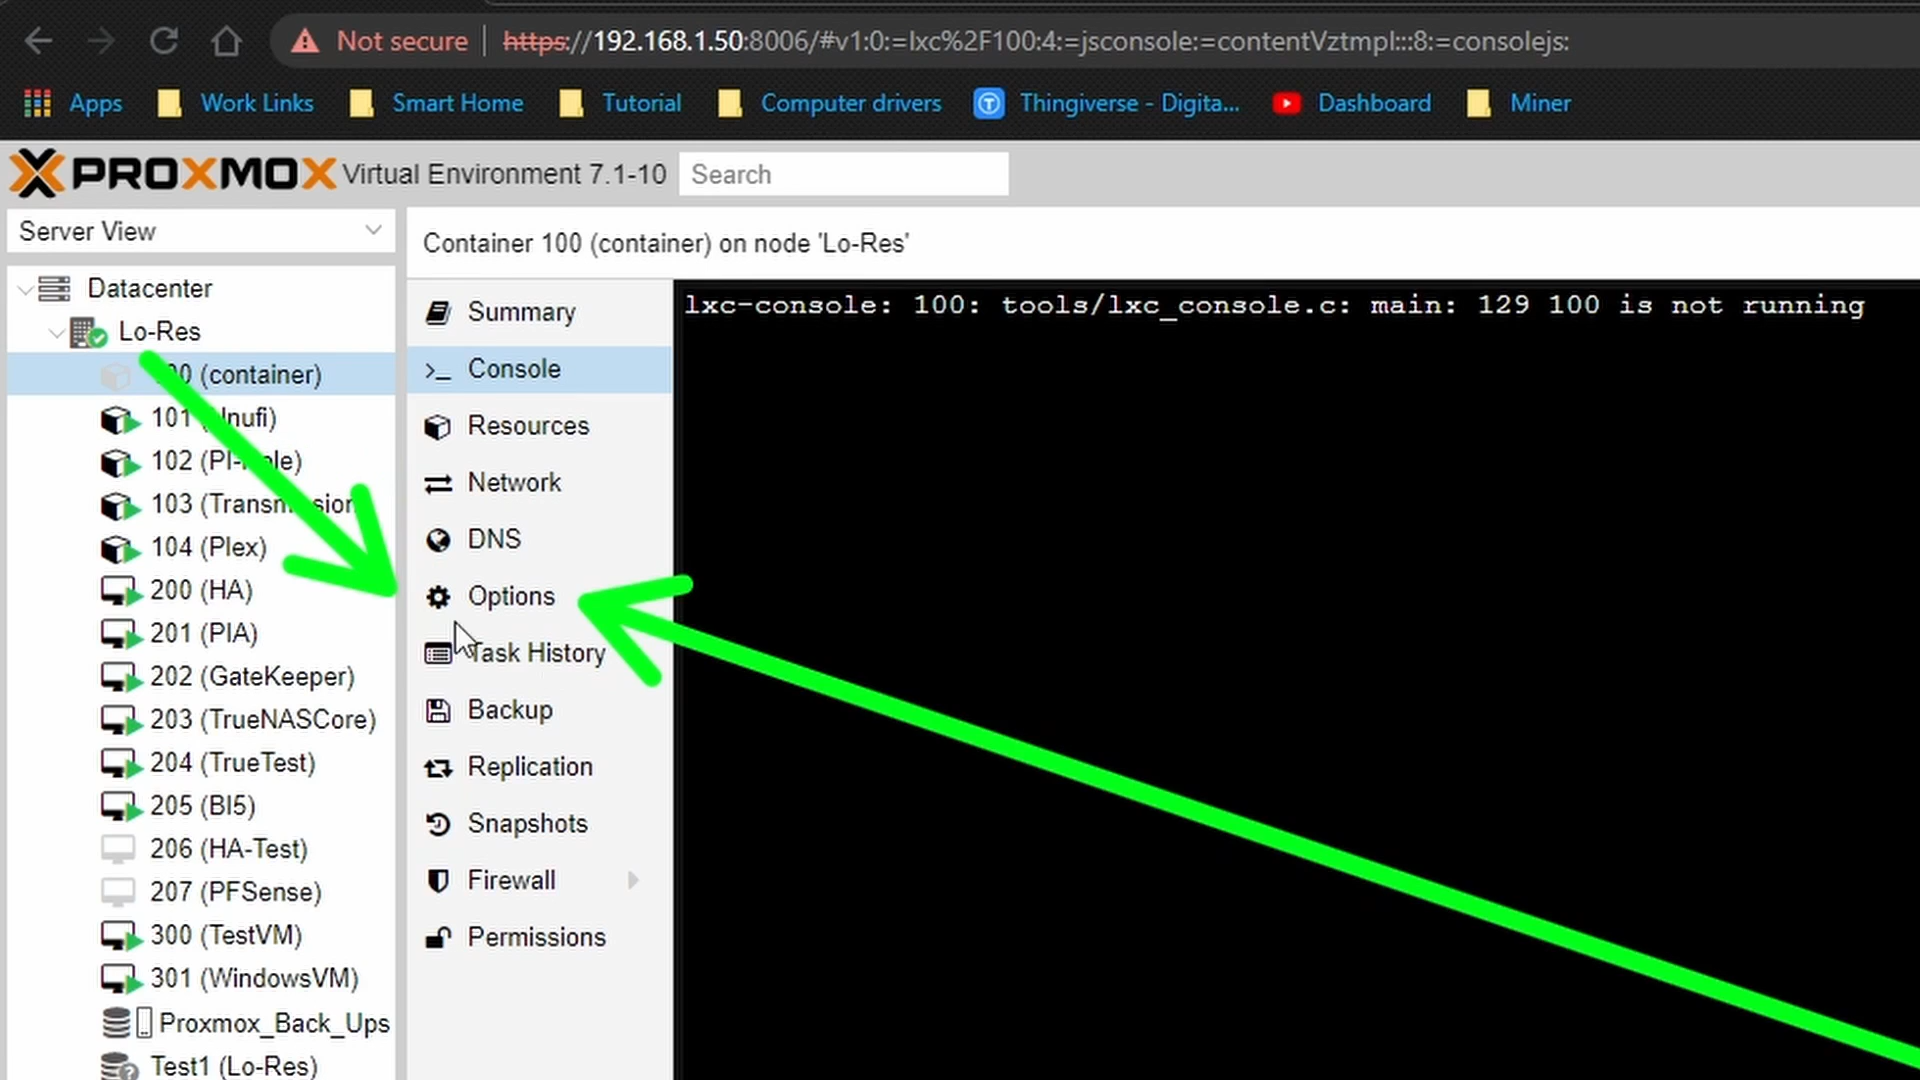 Not secure | https://192.168.1.50:8006/#v1:0:=lxc%2F100:4:=jsconsole:=contentVztmpl:::8:=consolejs:
Apps Work Links Smart Home Tutorial Computer drivers Thingiverse - Digita... Dashboard Miner
PROXMOX Virtual Environment 7.1-10 Search
Server View
Container 100 (container) on node 'Lo-Res'
Datacenter
Lo-Res
(container)
101
102
103
104 (Plex)
200 (HA)
201 (PIA)
202 (GateKeeper)
203 (TrueNASCore)
204 (TrueTest)
205 (BI5)
206 (HA-Test)
207 (PFSense)
300 (TestVM)
301 (WindowsVM)
Proxmox_Back_Ups
Test1 (Lo-Res)
Summary
Console
Resources
Network
DNS
Options
Task History
Backup
Replication
Snapshots
Firewall
Permissions
lxc-console: 100: tools/lxc_console.c: main: 129 100 is not running